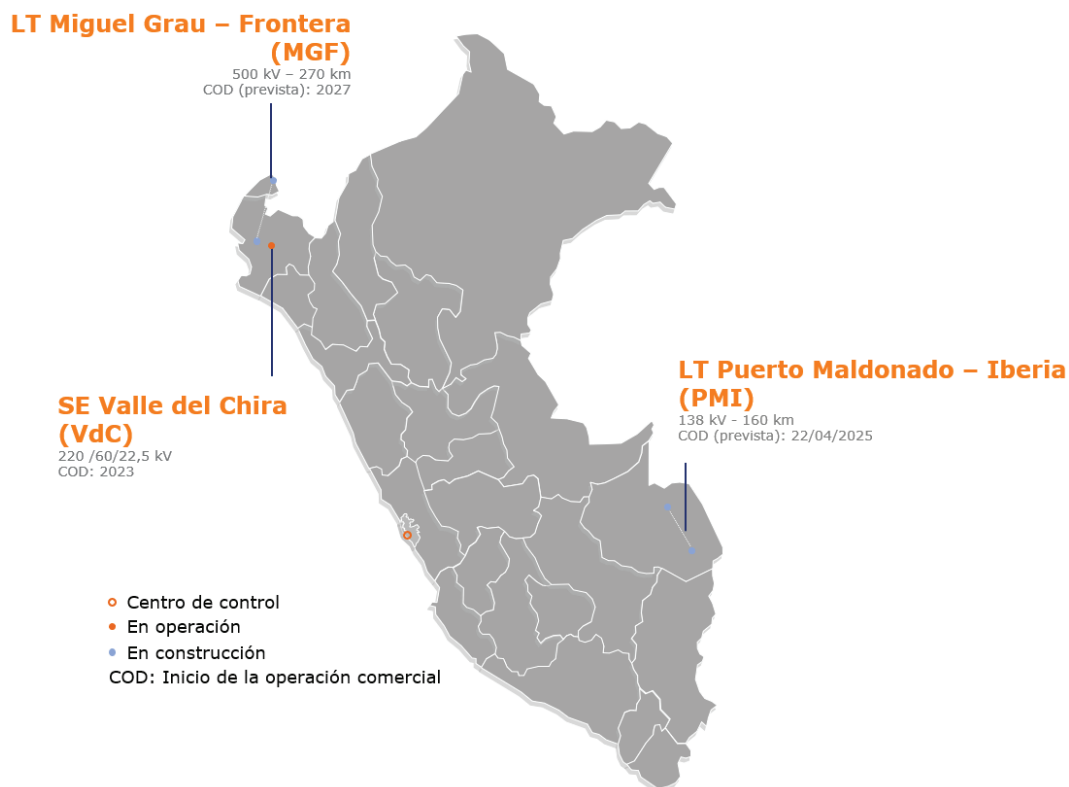 LT Miguel Grau – Frontera
(MGF)
500 kV – 270 km
COD (prevista): 2027
SE Valle del Chira
(VdC)
220 /60/22,5 kV
COD: 2023
LT Puerto Maldonado – Iberia
(PMI)
138 kV - 160 km
COD (prevista): 22/04/2025
Centro de control
En operación
En construcción
COD: Inicio de la operación comercial